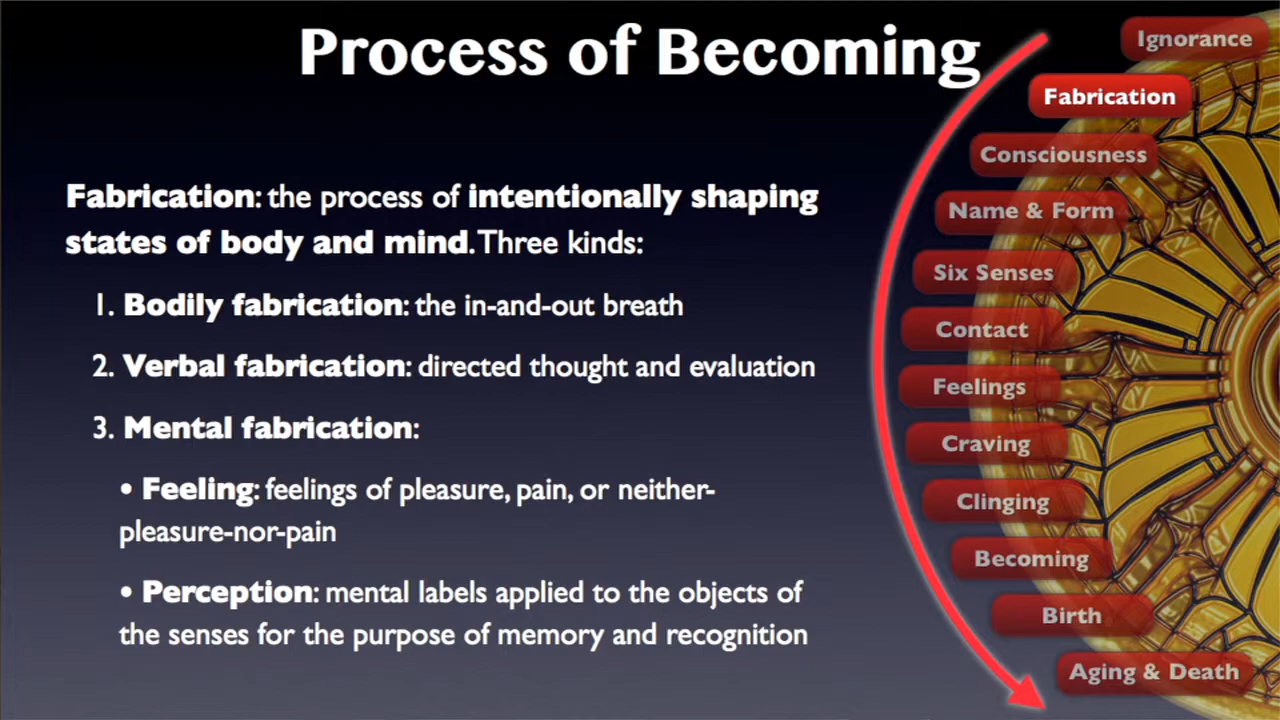 Process of Becoming
Fabrication: the process of intentionally shaping
states of body and mind. Three kinds:
1. Bodily fabrication: the in-and-out breath
2. Verbal fabrication: directed thought and evaluation
3. Mental fabrication:
• Feeling: feelings of pleasure, pain, or neither-
pleasure-nor-pain
• Perception: mental labels applied to the objects of
the senses for the purpose of memory and recognition
Ignorance
Fabrication
Consciousness
Name & Form
Six Senses
Contact
Feelings
Craving
Clinging
Becoming
Birth
Aging & Death